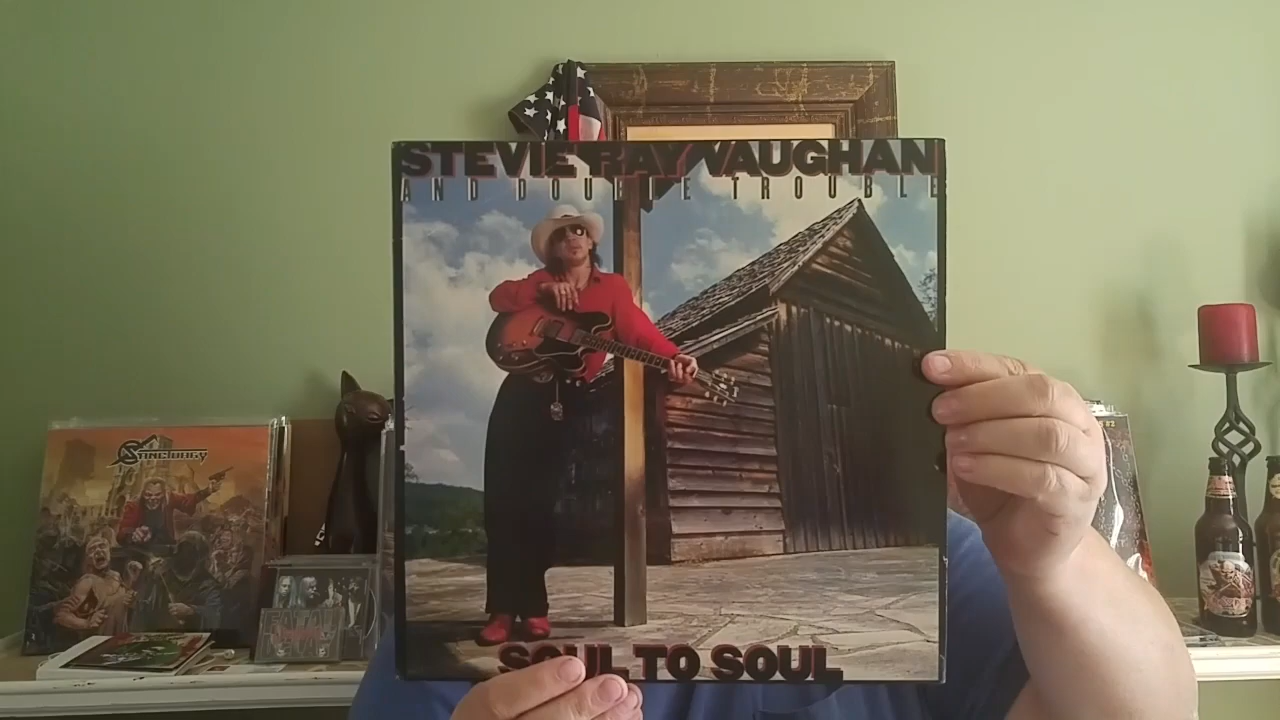 STEVIE RAY VAUGHAN
AND DOUBLE TROUBLE
SANCTUARY
SOUL TO SOUL